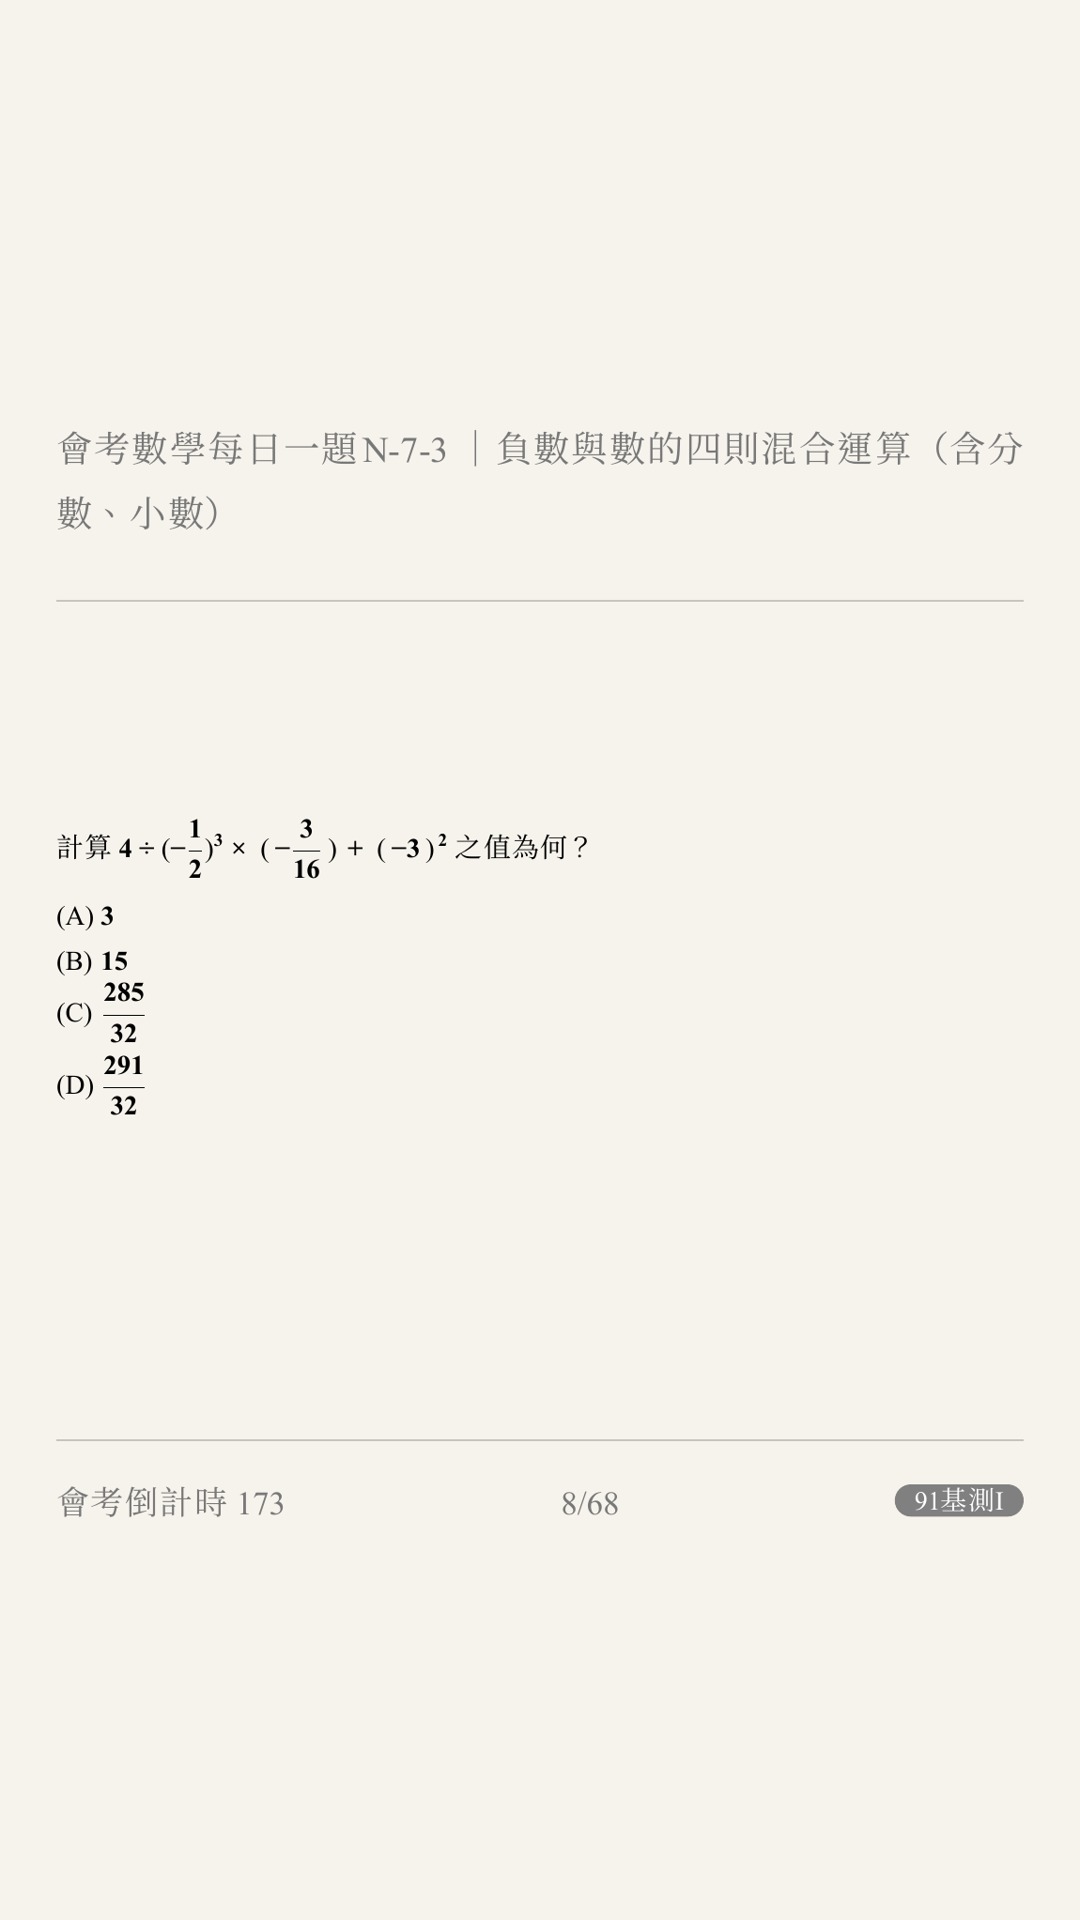 會考數學每日一題N-7-3 | 負數與數的四則混合運算（含分
數、小數）
計算 4 ÷ (−1/2)³ × (−3/16) + (−3)² 之值為何？
(A) 3
(B) 15
(C) 285/32
(D) 291/32
會考倒計時 173 8/68 91基測I